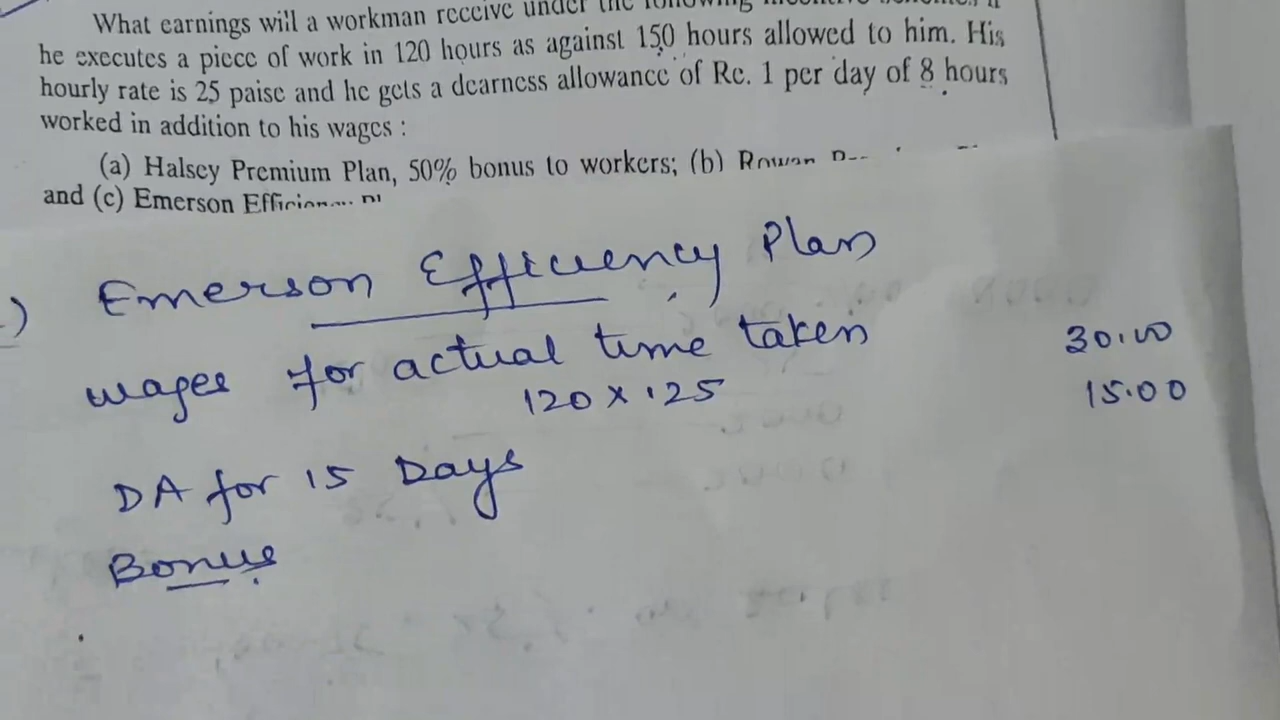 What earnings will a workman receive under the following
he executes a piece of work in 120 hours as against 150 hours allowed to him. His
hourly rate is 25 paise and he gets a dearness allowance of Re. 1 per day of 8 hours
worked in addition to his wages :
(a) Halsey Premium Plan, 50% bonus to workers; (b) Rowan
and (c) Emerson Efficiency
Emerson Efficuency Plan
wages for actual time taken 30.00
120 x .25 15.00
DA for 15 Days
Bonus